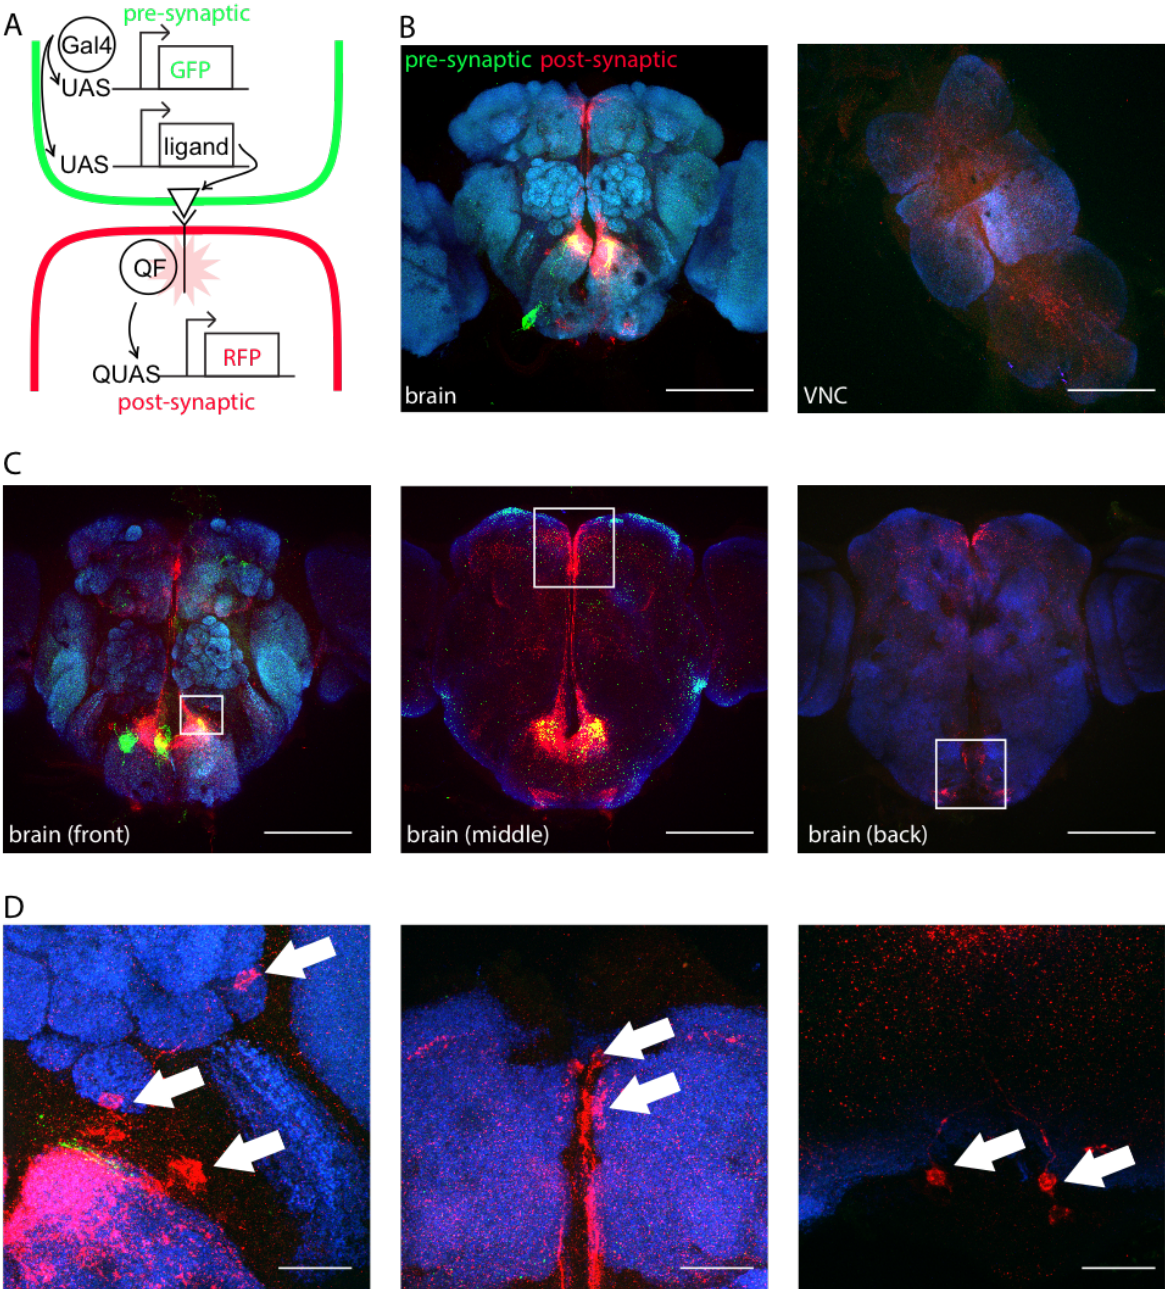 A
pre-synaptic
Gal4
GFP
UAS
ligand
UAS
QF
RFP
QUAS
post-synaptic
B
pre-synaptic post-synaptic
brain
VNC
C
brain (front)
brain (middle)
brain (back)
D